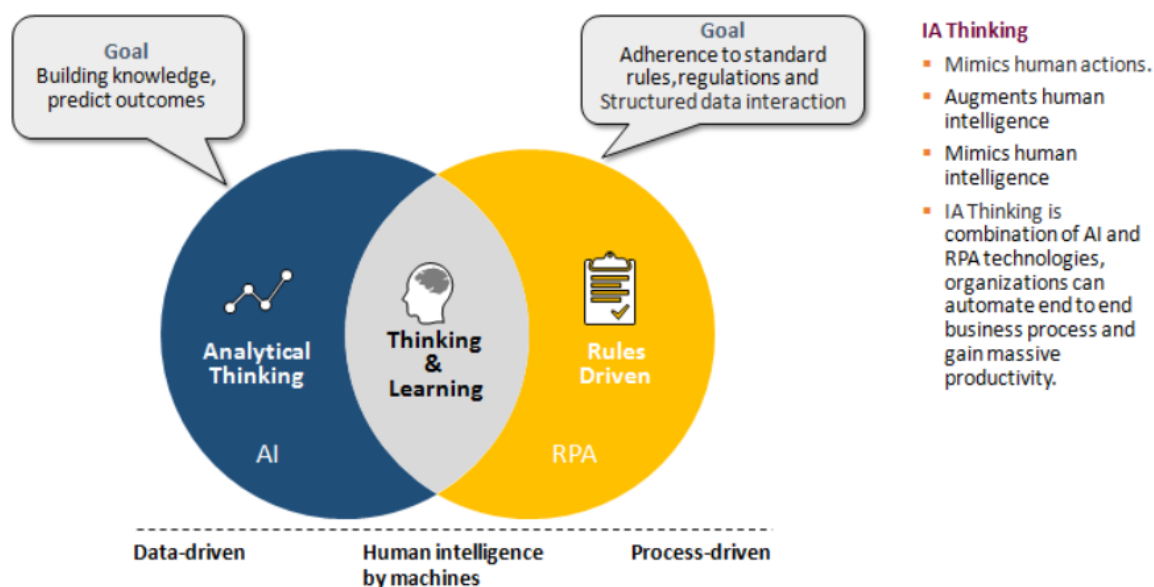 Goal
Building knowledge,
predict outcomes
Goal
Adherence to standard
rules, regulations and
Structured data interaction
Analytical
Thinking
AI
Thinking
&
Learning
Rules
Driven
RPA
Data-driven
Human intelligence
by machines
Process-driven
IA Thinking
Mimics human actions.
Augments human
intelligence
Mimics human
intelligence
IA Thinking is
combination of AI and
RPA technologies,
organizations can
automate end to end
business process and
gain massive
productivity.